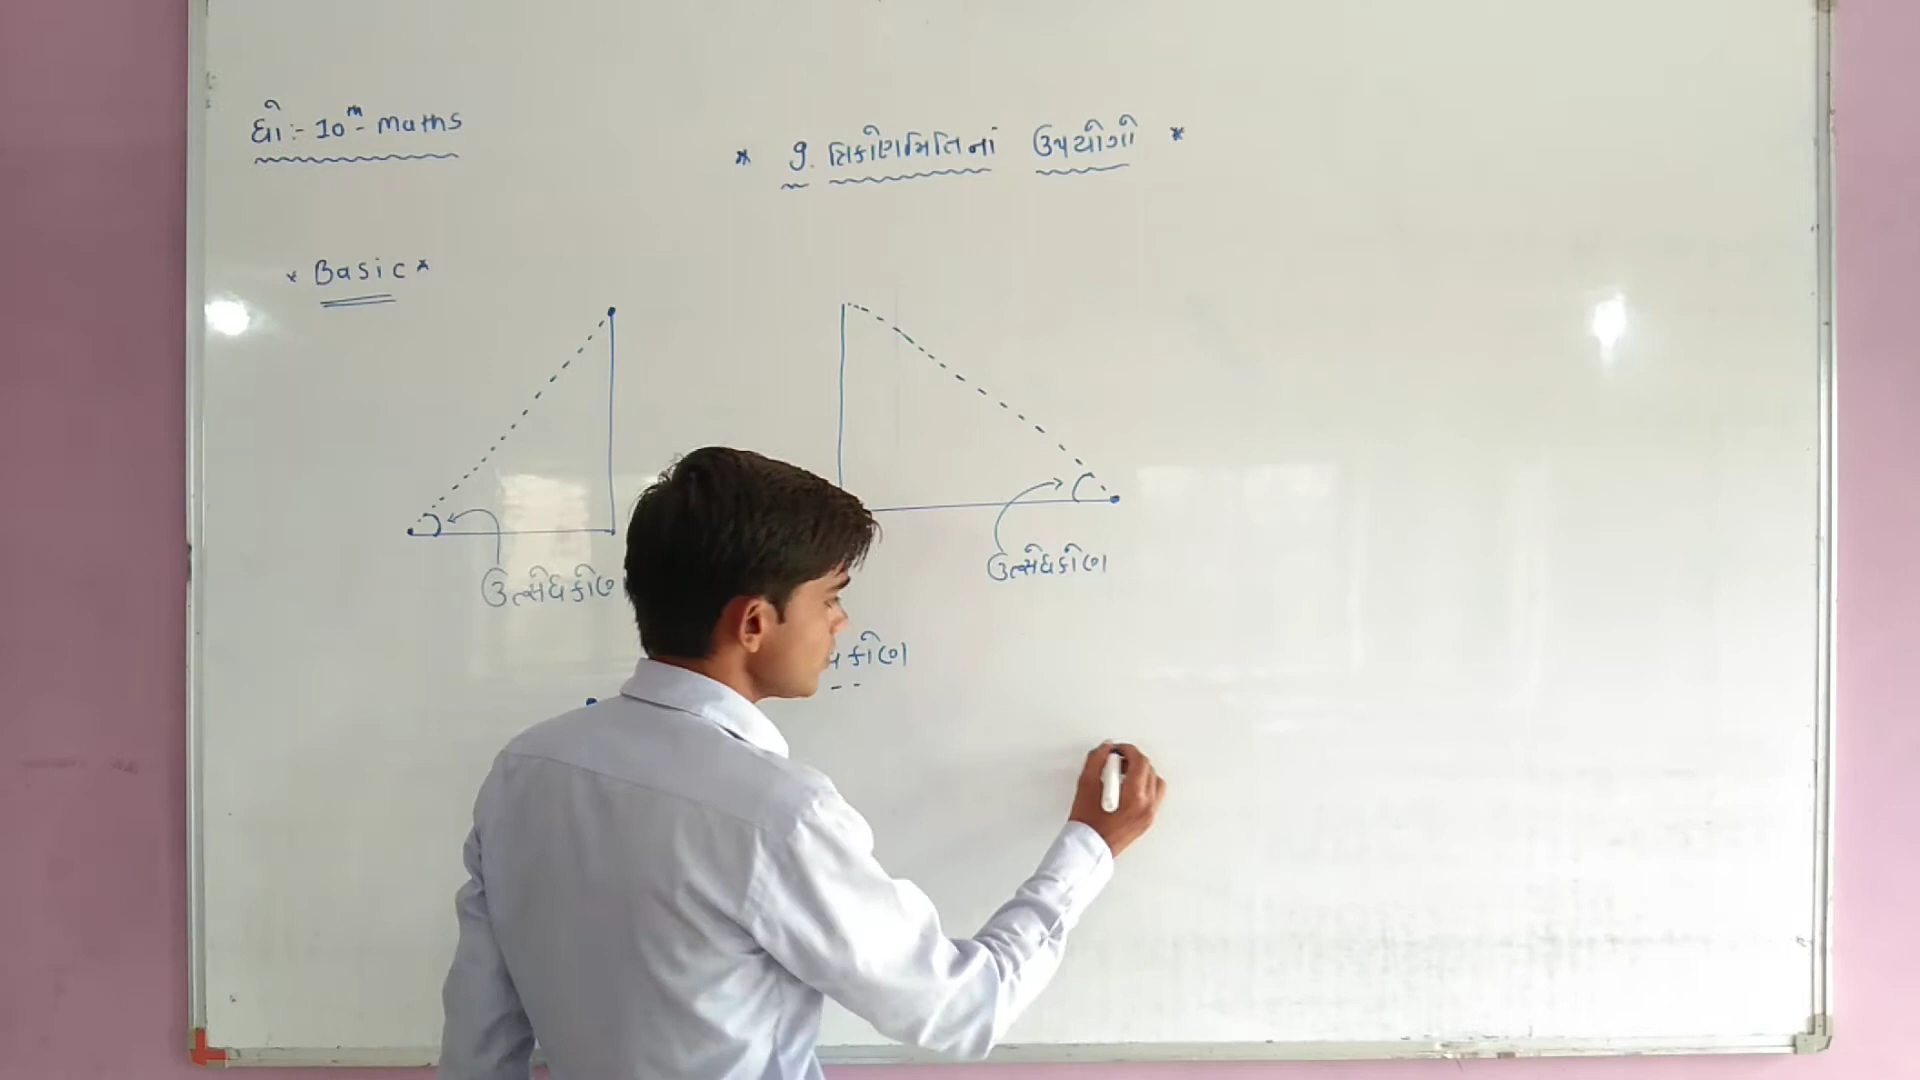 ધો:- 10th - maths
* 9. ત્રિકોણમિતિનાં ઉપયોગો *
* Basic *
ઉત્સેધકોણ
ઉત્સેધકોણ